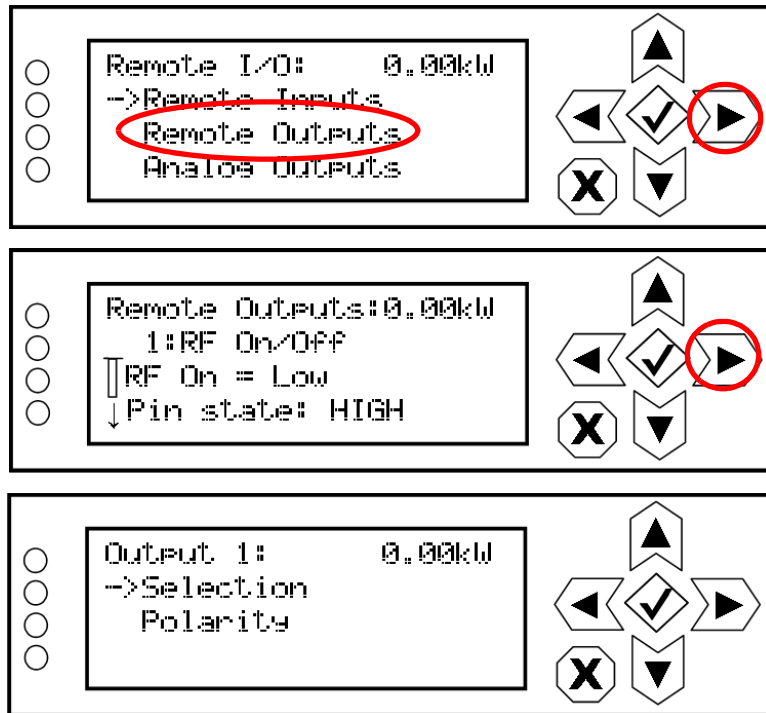 Remote I/O: 0.00kW
->Remote Inputs
Remote Outputs
Analog Outputs
X
Remote Outputs:0.00kW
1:RF On/Off
RF On = Low
↓Pin state: HIGH
X
Output 1: 0.00kW
->Selection
Polarity
X